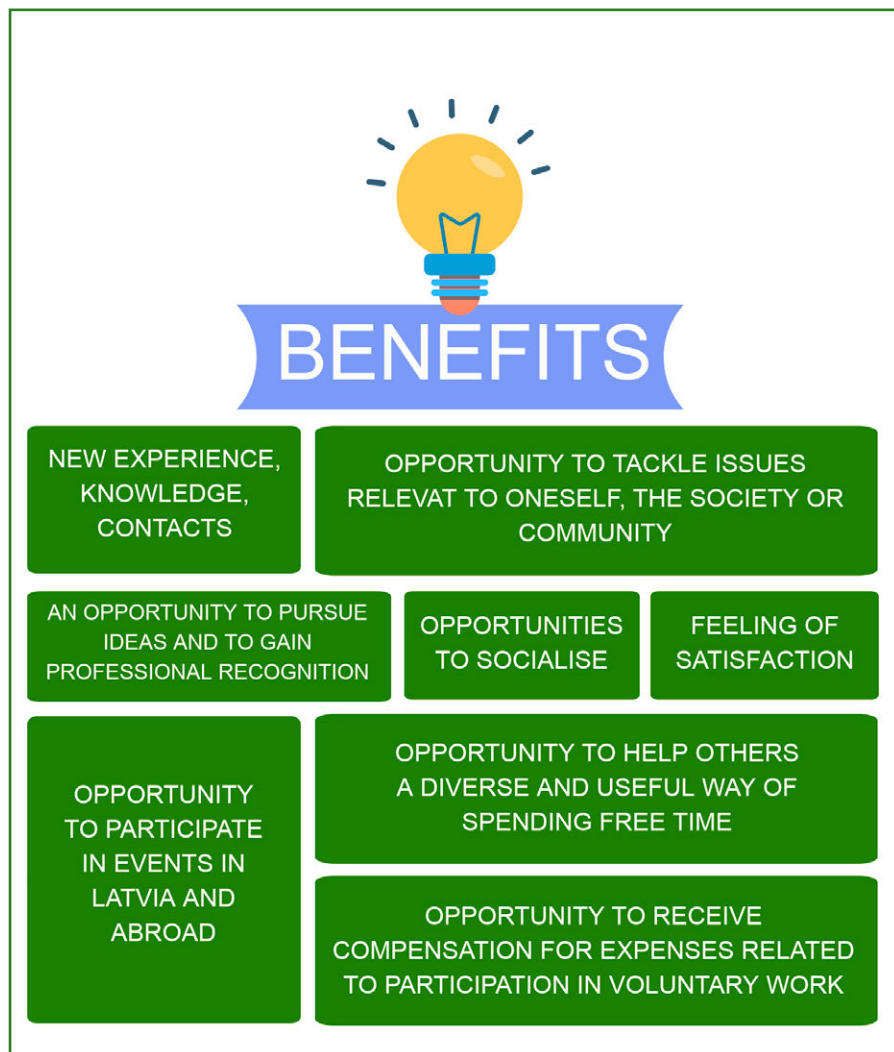 BENEFITS
NEW EXPERIENCE,
KNOWLEDGE,
CONTACTS
OPPORTUNITY TO TACKLE ISSUES
RELEVAT TO ONESELF, THE SOCIETY OR
COMMUNITY
AN OPPORTUNITY TO PURSUE
IDEAS AND TO GAIN
PROFESSIONAL RECOGNITION
OPPORTUNITIES
TO SOCIALISE
FEELING OF
SATISFACTION
OPPORTUNITY
TO PARTICIPATE
IN EVENTS IN
LATVIA AND
ABROAD
OPPORTUNITY TO HELP OTHERS
A DIVERSE AND USEFUL WAY OF
SPENDING FREE TIME
OPPORTUNITY TO RECEIVE
COMPENSATION FOR EXPENSES RELATED
TO PARTICIPATION IN VOLUNTARY WORK